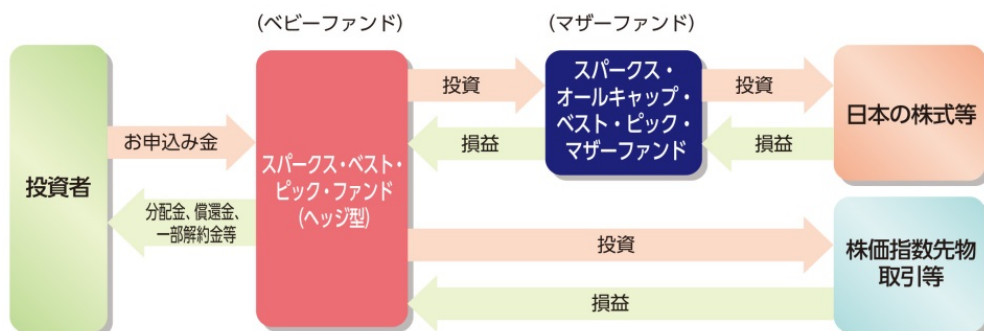 (ベビーファンド)
(マザーファンド)
投資者
お申込み金
分配金、償還金、
一部解約金等
スパークス・ベスト・
ピック・ファンド
(ヘッジ型)
投資
損益
スパークス・
オールキャップ・
ベスト・ピック・
マザーファンド
投資
損益
日本の株式等
投資
損益
株価指数先物
取引等